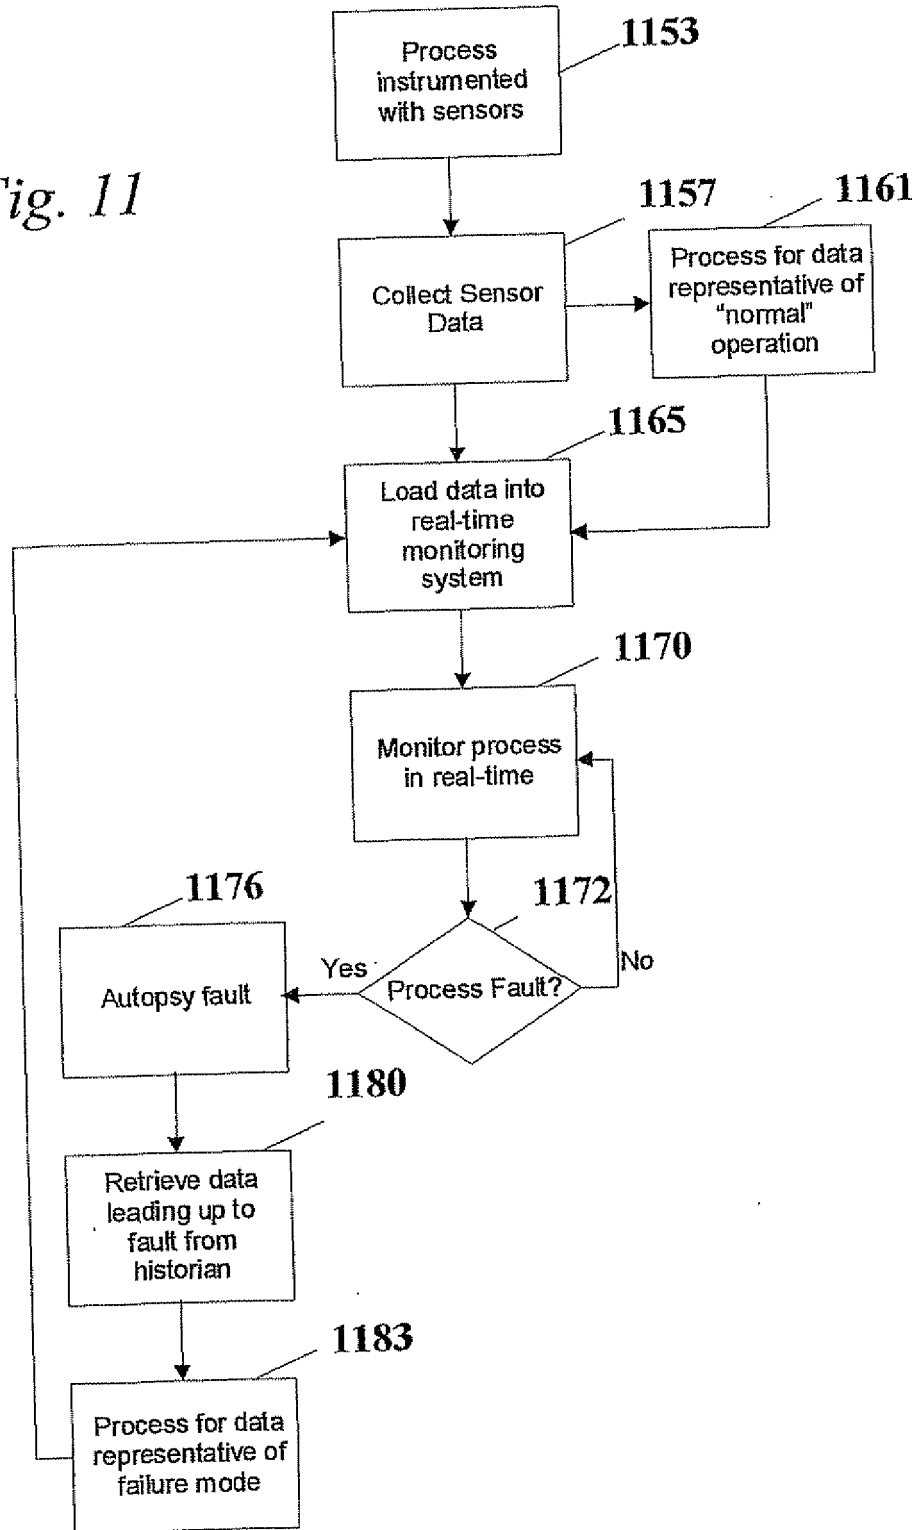 1153
Process
instrumented
with sensors
Fig. 11
1157
1161
Collect Sensor
Data
Process for data
representative of
"normal"
operation
1165
Load data into
real-time
monitoring
system
1170
Monitor process
in real-time
1176
1172
Yes
No
Autopsy fault
Process Fault?
1180
Retrieve data
leading up to
fault from
historian
1183
Process for data
representative of
failure mode